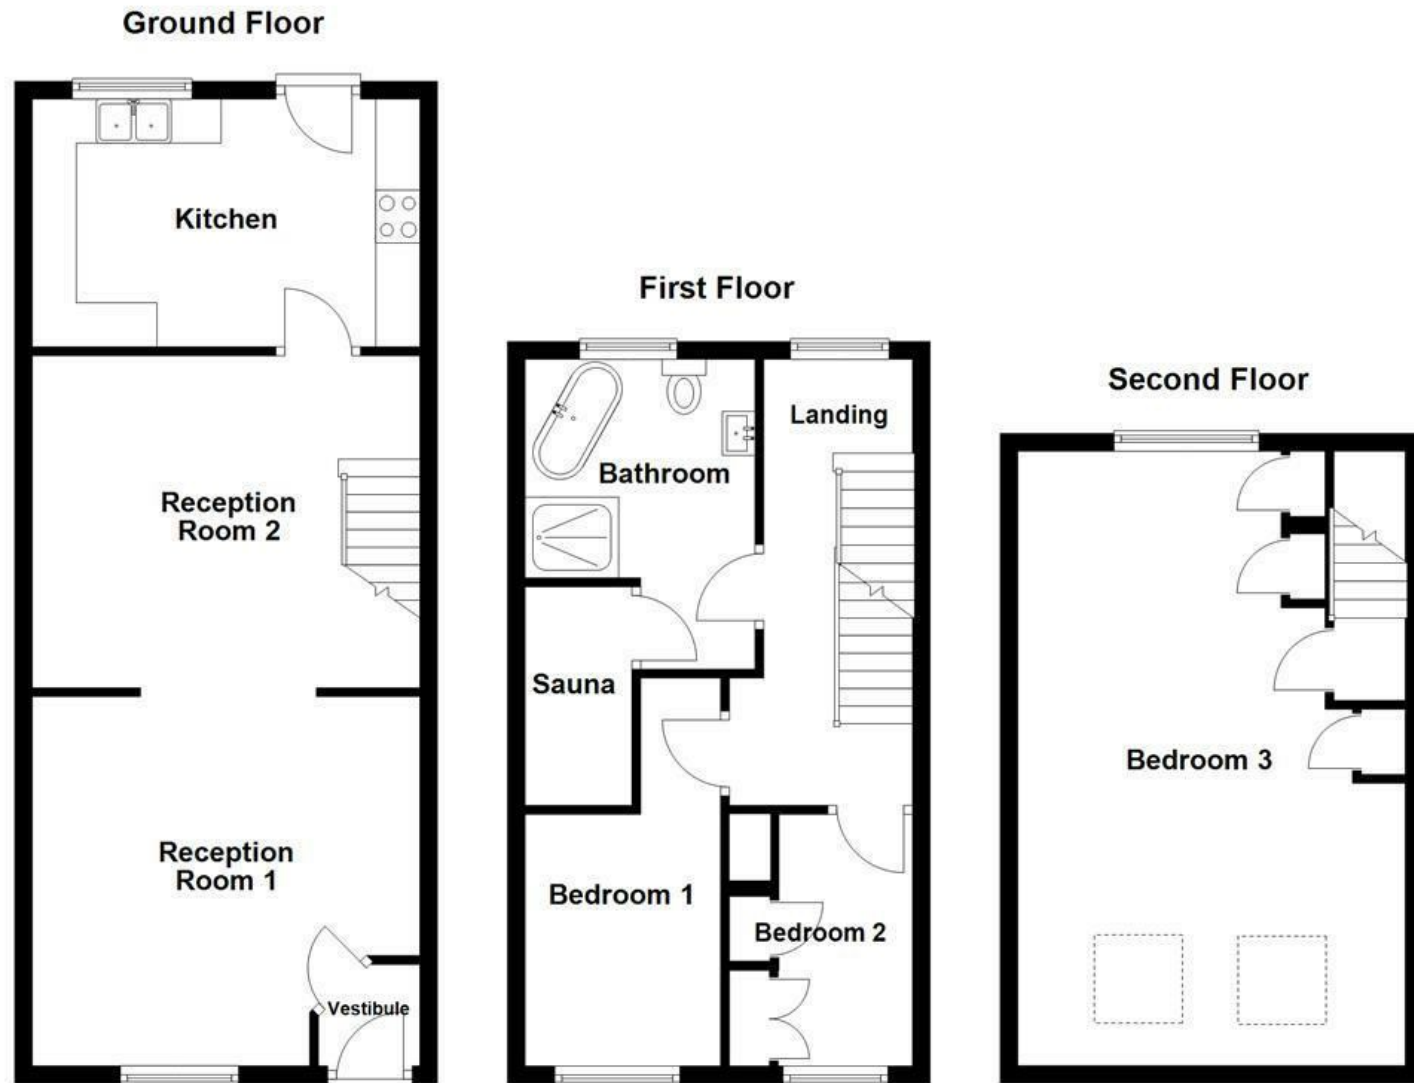 Ground Floor
Kitchen
Reception
Room 2
Reception
Room 1
Vestibule
First Floor
Landing
Bathroom
Sauna
Bedroom 1
Bedroom 2
Second Floor
Bedroom 3